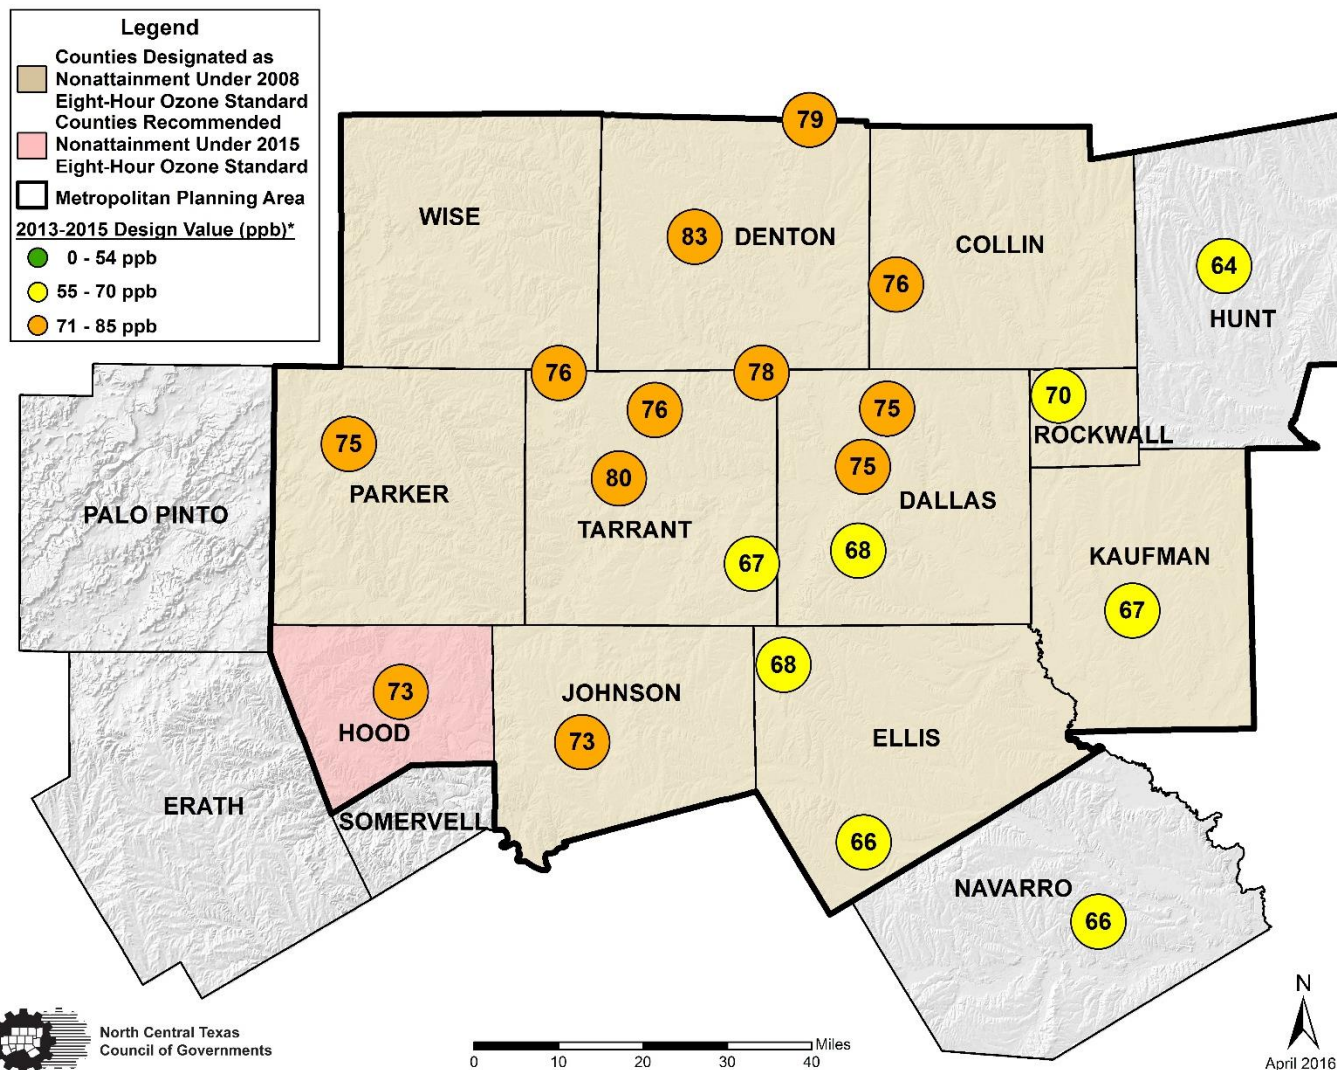 Legend
Counties Designated as
Nonattainment Under 2008
Eight-Hour Ozone Standard
Counties Recommended
Nonattainment Under 2015
Eight-Hour Ozone Standard
Metropolitan Planning Area
2013-2015 Design Value (ppb)*
0 - 54 ppb
55 - 70 ppb
71 - 85 ppb
79
WISE
83
DENTON
COLLIN
76
64
HUNT
76
78
76
75
70
ROCKWALL
75
PARKER
80
TARRANT
75
DALLAS
PALO PINTO
67
68
KAUFMAN
67
73
HOOD
JOHNSON
73
68
ELLIS
ERATH
SOMERVELL
66
NAVARRO
66
North Central Texas
Council of Governments
0 10 20 30 40
Miles
N
April 2016